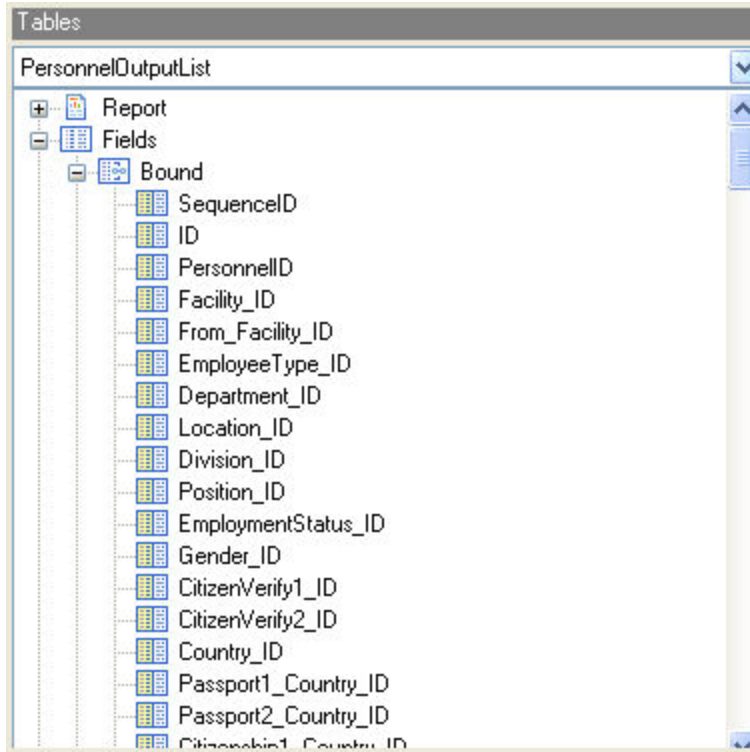 Tables
PersonnelOutputList
Report
Fields
Bound
SequenceID
ID
PersonnelID
Facility_ID
From_Facility_ID
EmployeeType_ID
Department_ID
Location_ID
Division_ID
Position_ID
EmploymentStatus_ID
Gender_ID
CitizenVerify1_ID
CitizenVerify2_ID
Country_ID
Passport1_Country_ID
Passport2_Country_ID
Citizenship1_Country_ID